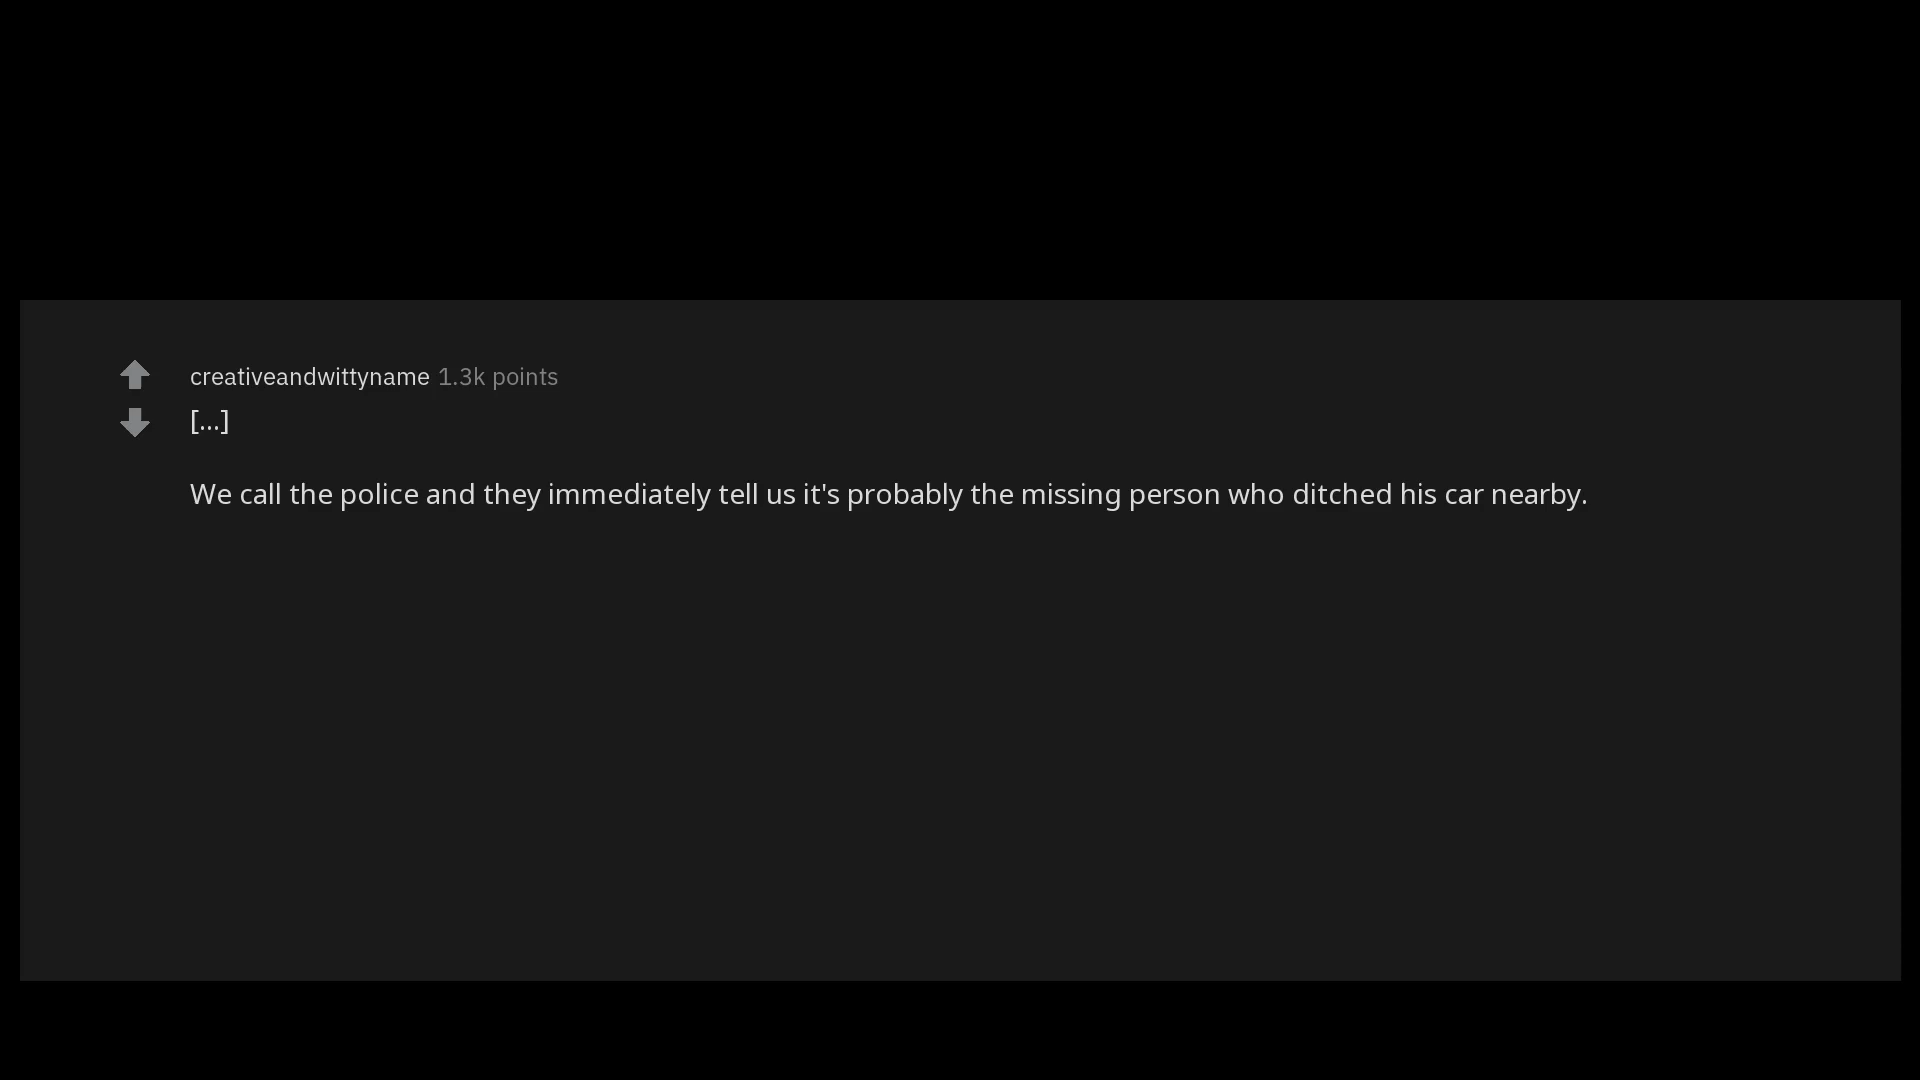 creativeandwittyname 1.3k points
[...]
We call the police and they immediately tell us it's probably the missing person who ditched his car nearby.